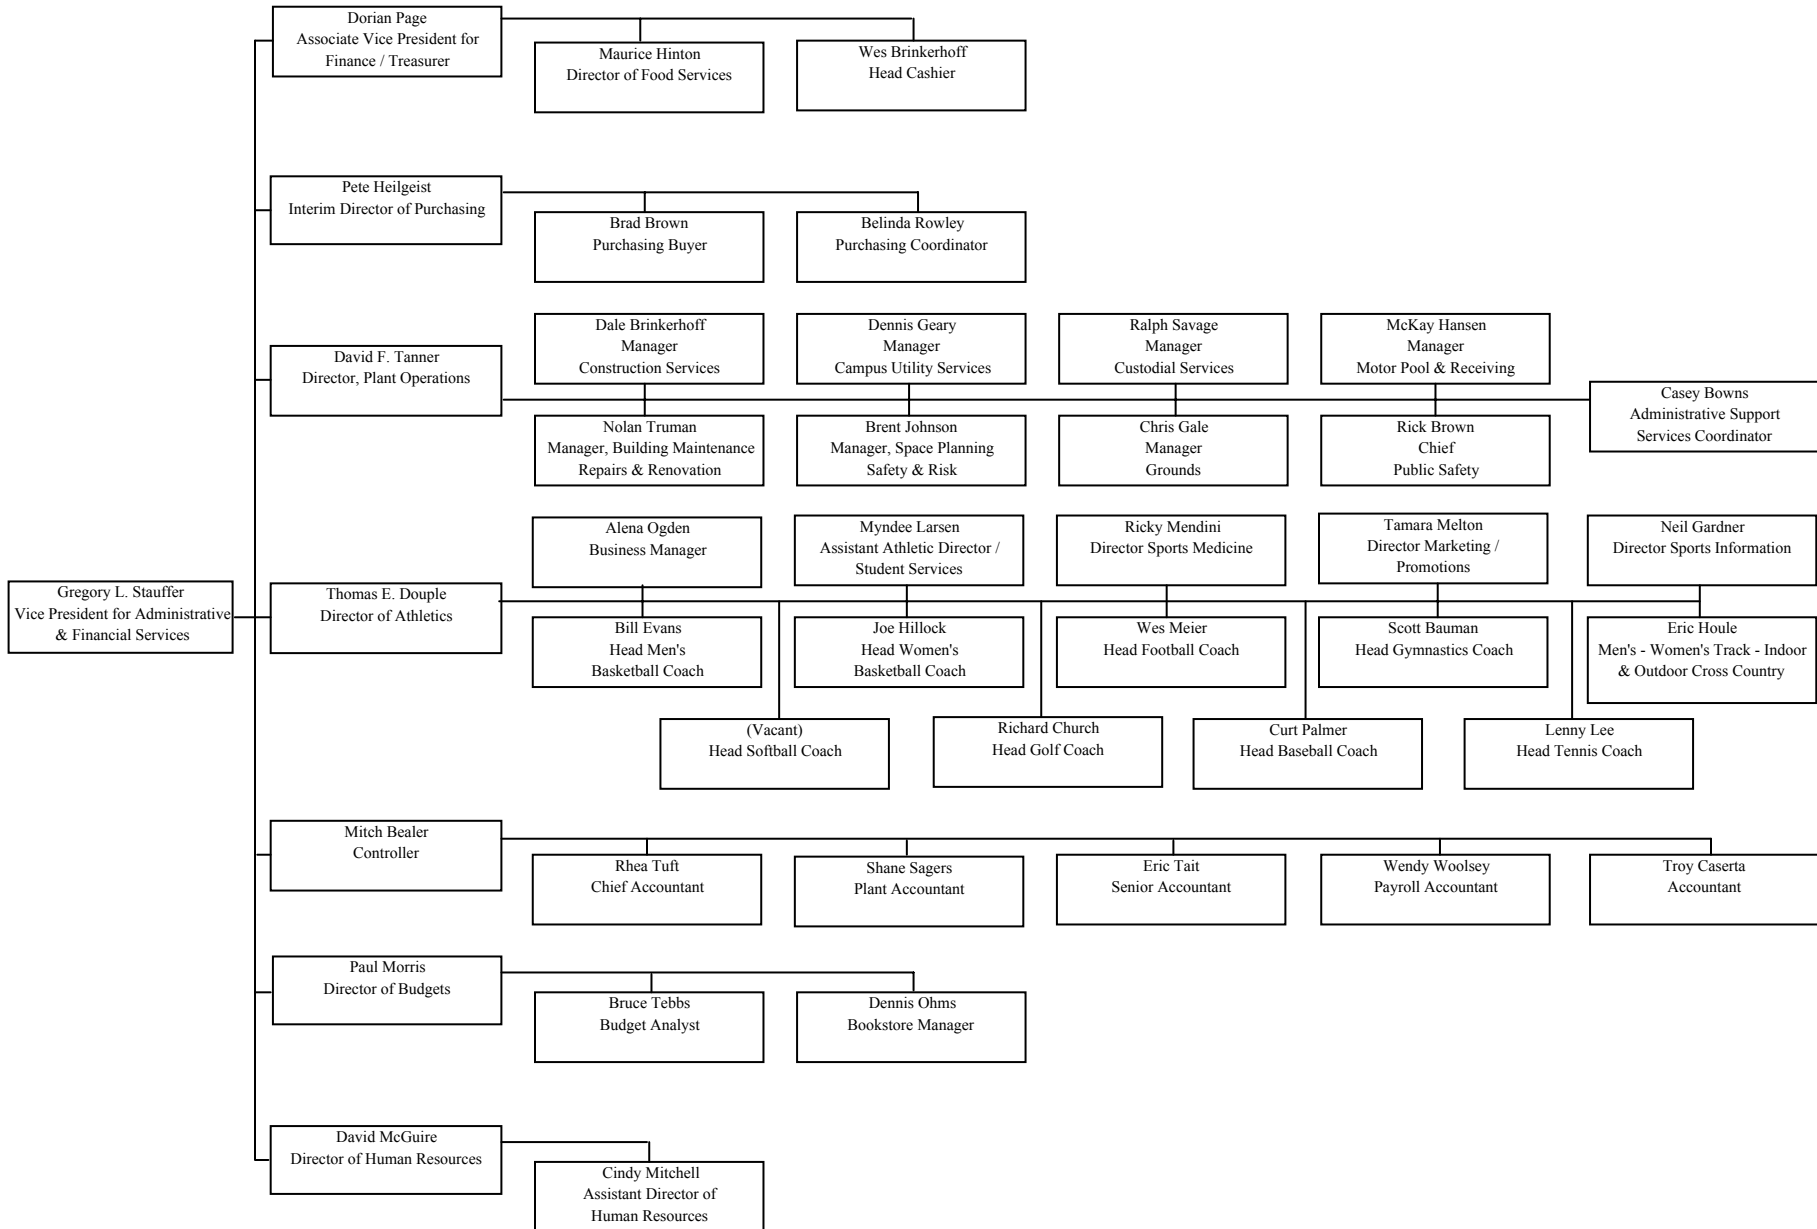 Dorian Page
Associate Vice President for
Finance / Treasurer
Maurice Hinton
Director of Food Services
Wes Brinkerhoff
Head Cashier
Pete Heilgeist
Interim Director of Purchasing
Brad Brown
Purchasing Buyer
Belinda Rowley
Purchasing Coordinator
David F. Tanner
Director, Plant Operations
Dale Brinkerhoff
Manager
Construction Services
Dennis Geary
Manager
Campus Utility Services
Ralph Savage
Manager
Custodial Services
McKay Hansen
Manager
Motor Pool & Receiving
Casey Bowns
Administrative Support
Services Coordinator
Nolan Truman
Manager, Building Maintenance
Repairs & Renovation
Brent Johnson
Manager, Space Planning
Safety & Risk
Chris Gale
Manager
Grounds
Rick Brown
Chief
Public Safety
Gregory L. Stauffer
Vice President for Administrative
& Financial Services
Thomas E. Douple
Director of Athletics
Alena Ogden
Business Manager
Myndee Larsen
Assistant Athletic Director /
Student Services
Ricky Mendini
Director Sports Medicine
Tamara Melton
Director Marketing /
Promotions
Neil Gardner
Director Sports Information
Bill Evans
Head Men's
Basketball Coach
Joe Hillock
Head Women's
Basketball Coach
Wes Meier
Head Football Coach
Scott Bauman
Head Gymnastics Coach
Eric Houle
Men's - Women's Track - Indoor
& Outdoor Cross Country
(Vacant)
Head Softball Coach
Richard Church
Head Golf Coach
Curt Palmer
Head Baseball Coach
Lenny Lee
Head Tennis Coach
Mitch Bealer
Controller
Rhea Tuft
Chief Accountant
Shane Sagers
Plant Accountant
Eric Tait
Senior Accountant
Wendy Woolsey
Payroll Accountant
Troy Caserta
Accountant
Paul Morris
Director of Budgets
Bruce Tebbs
Budget Analyst
Dennis Ohms
Bookstore Manager
David McGuire
Director of Human Resources
Cindy Mitchell
Assistant Director of
Human Resources